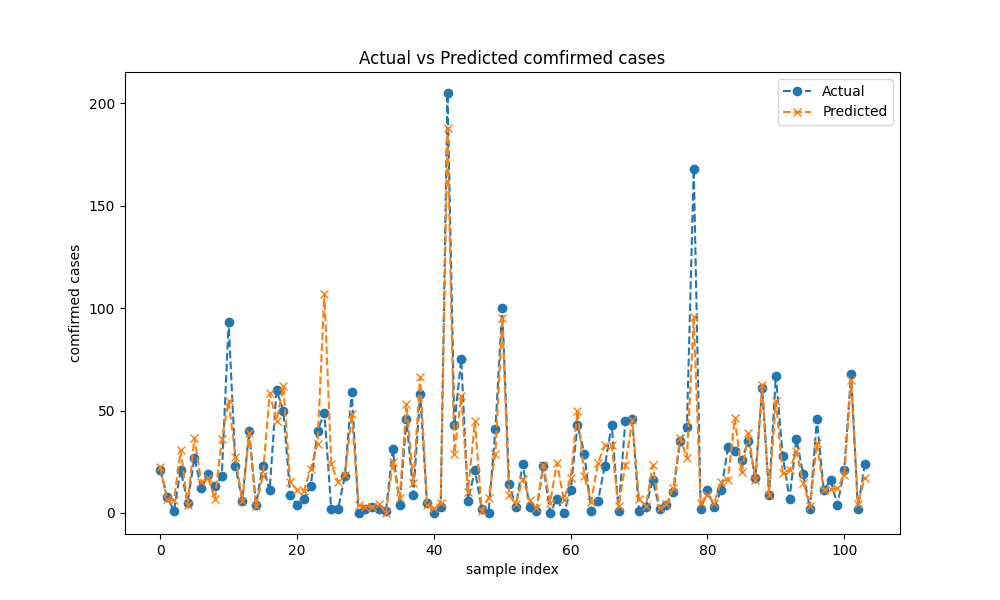 Actual vs Predicted comfirmed cases
Actual
Predicted
comfirmed cases
200
150
100
50
0
0 20 40 60 80 100
sample index